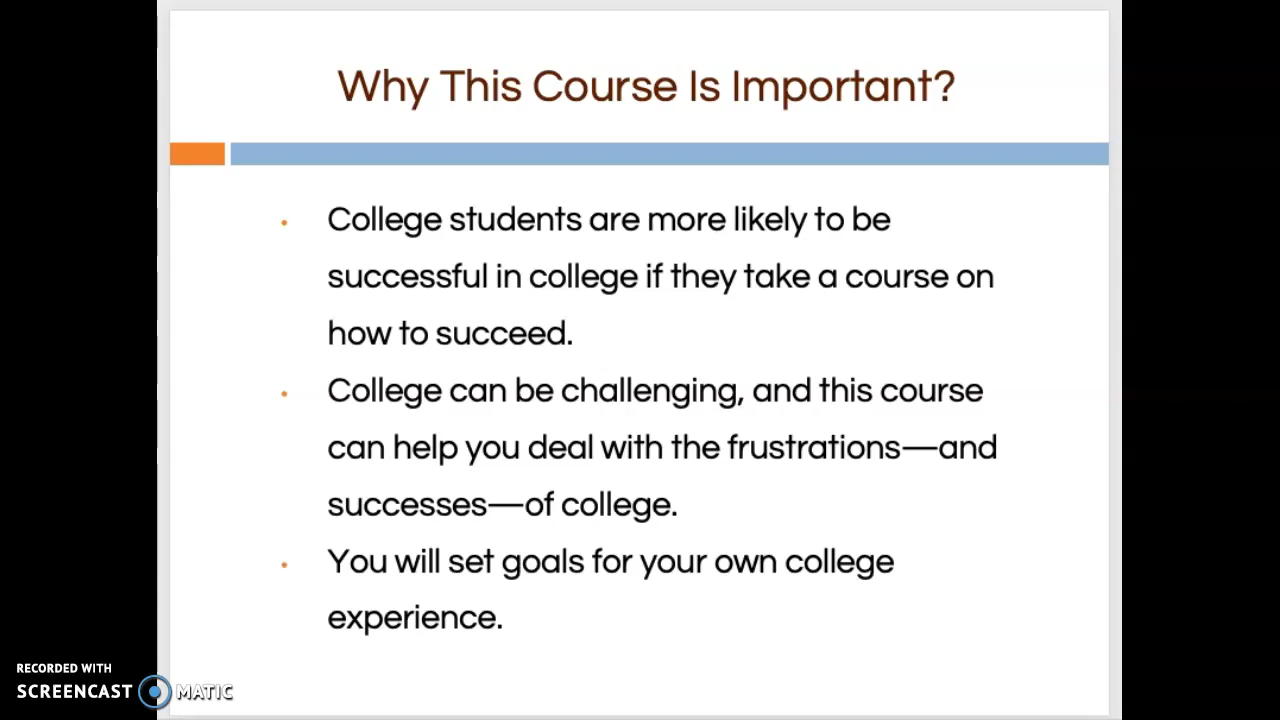 Why This Course Is Important?
• College students are more likely to be
successful in college if they take a course on
how to succeed.
• College can be challenging, and this course
can help you deal with the frustrations—and
successes—of college.
• You will set goals for your own college
experience.
RECORDED WITH
SCREENCAST MATIC